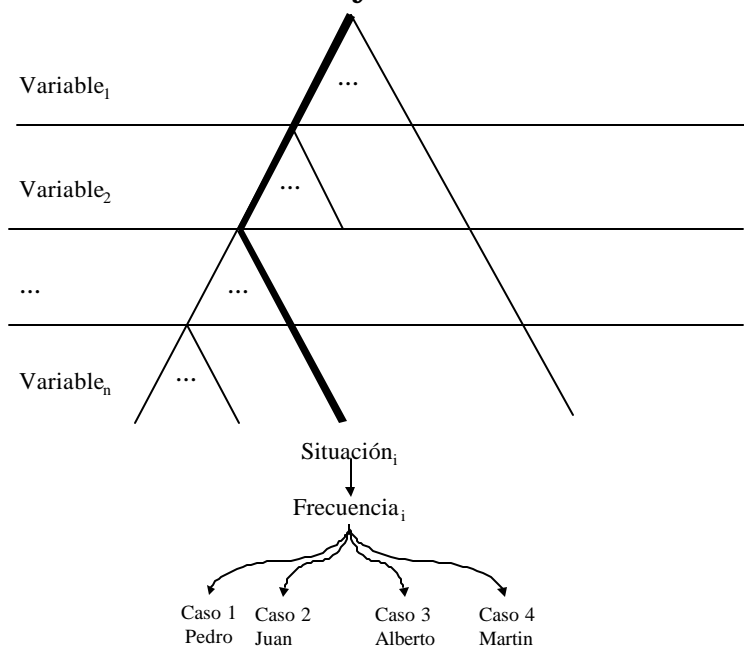 ...
Variable₁
...
Variable₂
...
...
...
Variableₙ
Situaciónᵢ
Frecuenciaᵢ
Caso 1 Caso 2 Caso 3 Caso 4
Pedro Juan Alberto Martin